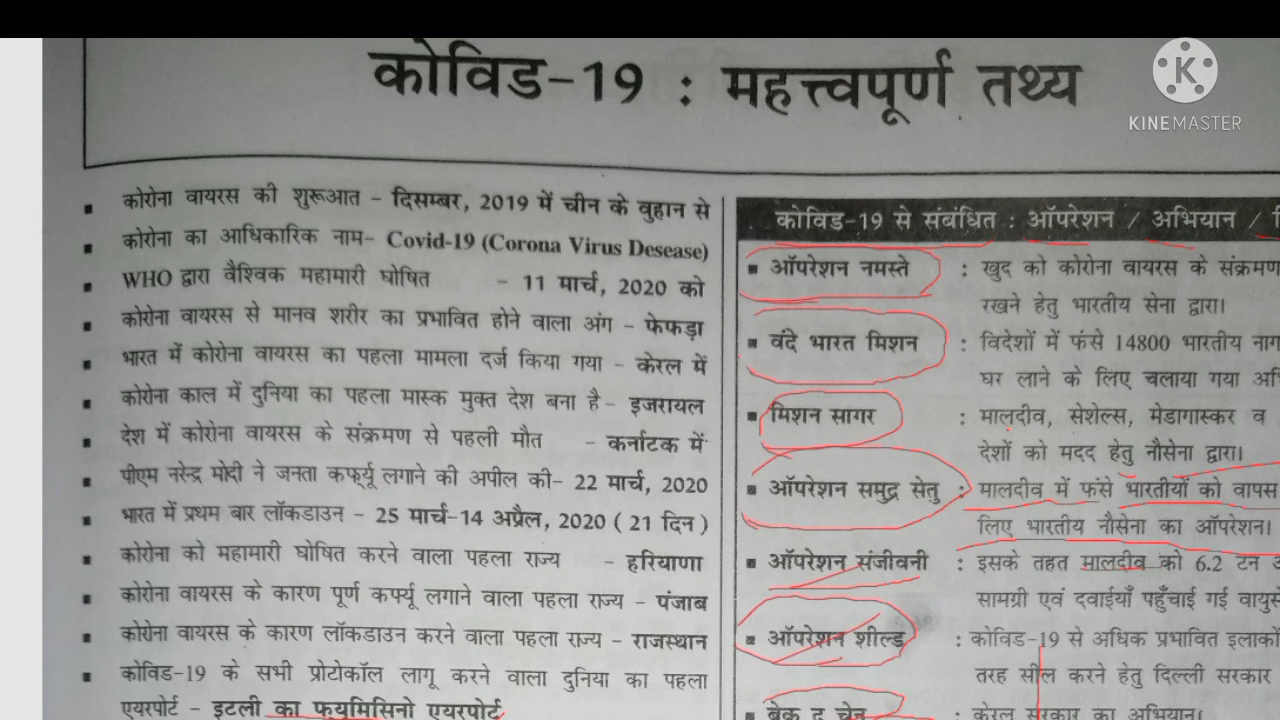 कोविड-19 : महत्त्वपूर्ण तथ्य
KINEMASTER
▪ कोरोना वायरस की शुरूआत - दिसम्बर, 2019 में चीन के वुहान से
▪ कोरोना का आधिकारिक नाम- Covid-19 (Corona Virus Desease)
▪ WHO द्वारा वैश्विक महामारी घोषित - 11 मार्च, 2020 को
▪ कोरोना वायरस से मानव शरीर का प्रभावित होने वाला अंग - फेफड़ा
▪ भारत में कोरोना वायरस का पहला मामला दर्ज किया गया - केरल में
▪ कोरोना काल में दुनिया का पहला मास्क मुक्त देश बना है- इजरायल
▪ देश में कोरोना वायरस के संक्रमण से पहली मौत - कर्नाटक में
▪ पीएम नरेन्द्र मोदी ने जनता कर्फ्यू लगाने की अपील की- 22 मार्च, 2020
▪ भारत में प्रथम बार लॉकडाउन - 25 मार्च-14 अप्रैल, 2020 ( 21 दिन )
▪ कोरोना को महामारी घोषित करने वाला पहला राज्य - हरियाणा
▪ कोरोना वायरस के कारण पूर्ण कर्फ्यू लगाने वाला पहला राज्य - पंजाब
▪ कोरोना वायरस के कारण लॉकडाउन करने वाला पहला राज्य - राजस्थान
▪ कोविड-19 के सभी प्रोटोकॉल लागू करने वाला दुनिया का पहला
एयरपोर्ट - इटली का फ्यूमिसिनो एयरपोर्ट
कोविड-19 से संबंधित : ऑपरेशन / अभियान /
▪ ऑपरेशन नमस्ते : खुद को कोरोना वायरस के संक्रमण
रखने हेतु भारतीय सेना द्वारा।
▪ वंदे भारत मिशन : विदेशों में फंसे 14800 भारतीय
घर लाने के लिए चलाया गया
▪ मिशन सागर : मालदीव, सेशेल्स, मेडागास्कर व
देशों को मदद हेतु नौसेना द्वारा।
▪ ऑपरेशन समुद्र सेतु : मालदीव में फंसे भारतीयों को वापस
लिए भारतीय नौसेना का ऑपरेशन।
▪ ऑपरेशन संजीवनी : इसके तहत मालदीव को 6.2 टन
सामग्री एवं दवाईयाँ पहुँचाई गई
▪ ऑपरेशन शील्ड : कोविड-19 से अधिक प्रभावित इलाकों
तरह सील करने हेतु दिल्ली सरकार
▪ ब्रेक द चेन : केरल सरकार का अभियान।